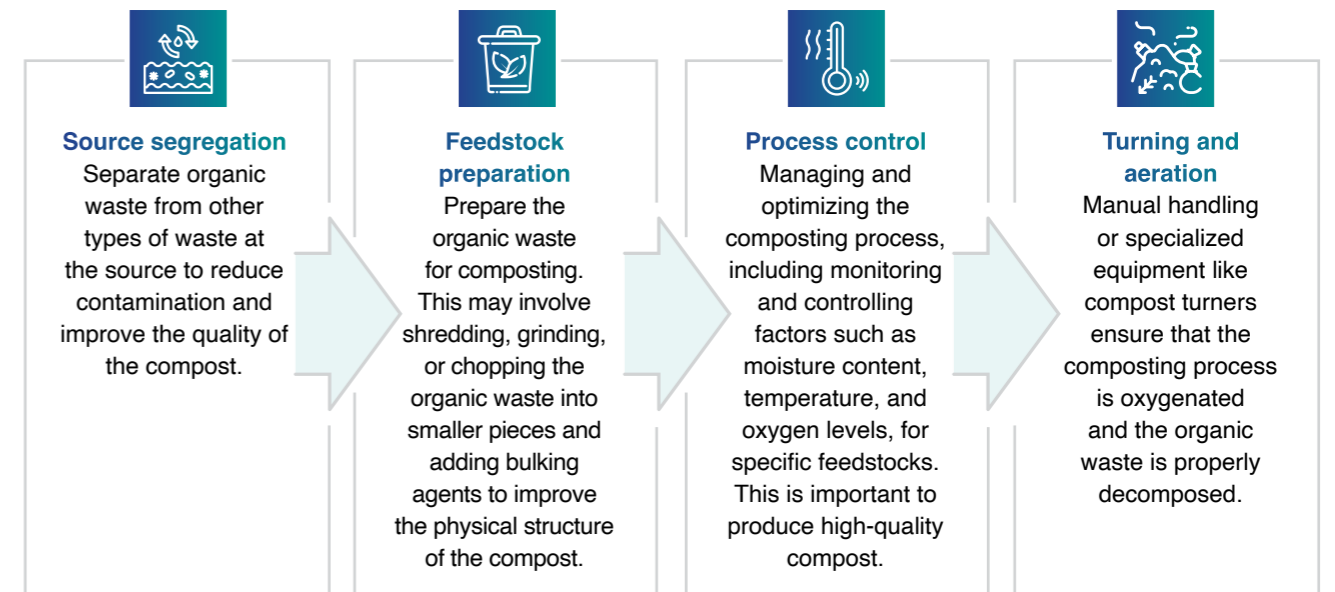 Source segregation
Separate organic
waste from other
types of waste at
the source to reduce
contamination and
improve the quality of
the compost.
Feedstock
preparation
Prepare the
organic waste
for composting.
This may involve
shredding, grinding,
or chopping the
organic waste into
smaller pieces and
adding bulking
agents to improve
the physical structure
of the compost.
Process control
Managing and
optimizing the
composting process,
including monitoring
and controlling
factors such as
moisture content,
temperature, and
oxygen levels, for
specific feedstocks.
This is important to
produce high-quality
compost.
Turning and
aeration
Manual handling
or specialized
equipment like
compost turners
ensure that the
composting process
is oxygenated
and the organic
waste is properly
decomposed.